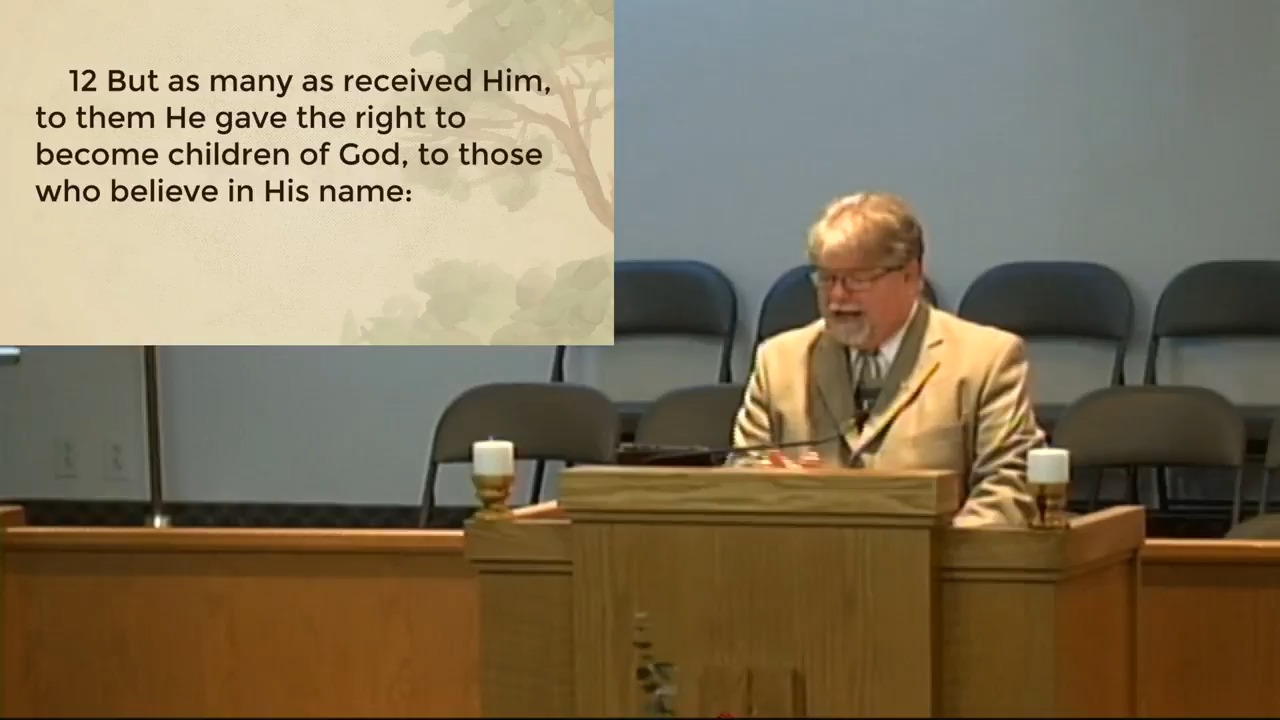 12 But as many as received Him,
to them He gave the right to
become children of God, to those
who believe in His name: